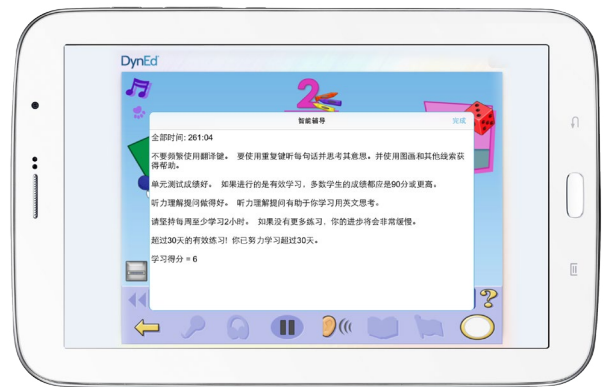 DynEd
2
智能辅导
完成
全部时间: 261:04
不要频繁使用翻译键。 要使用重复键听每句话并思考其意思。并使用图画和其他线索获
得帮助。
单元测试成绩好。 如果进行的是有效学习，多数学生的成绩都应是90分或更高。
听力理解提问做得好。 听力理解提问有助于你学习用英文思考。
请坚持每周至少学习2小时。 如果没有更多练习，你的进步将会非常缓慢。
超过30天的有效练习! 你已努力学习超过30天。
学习得分 = 6
?